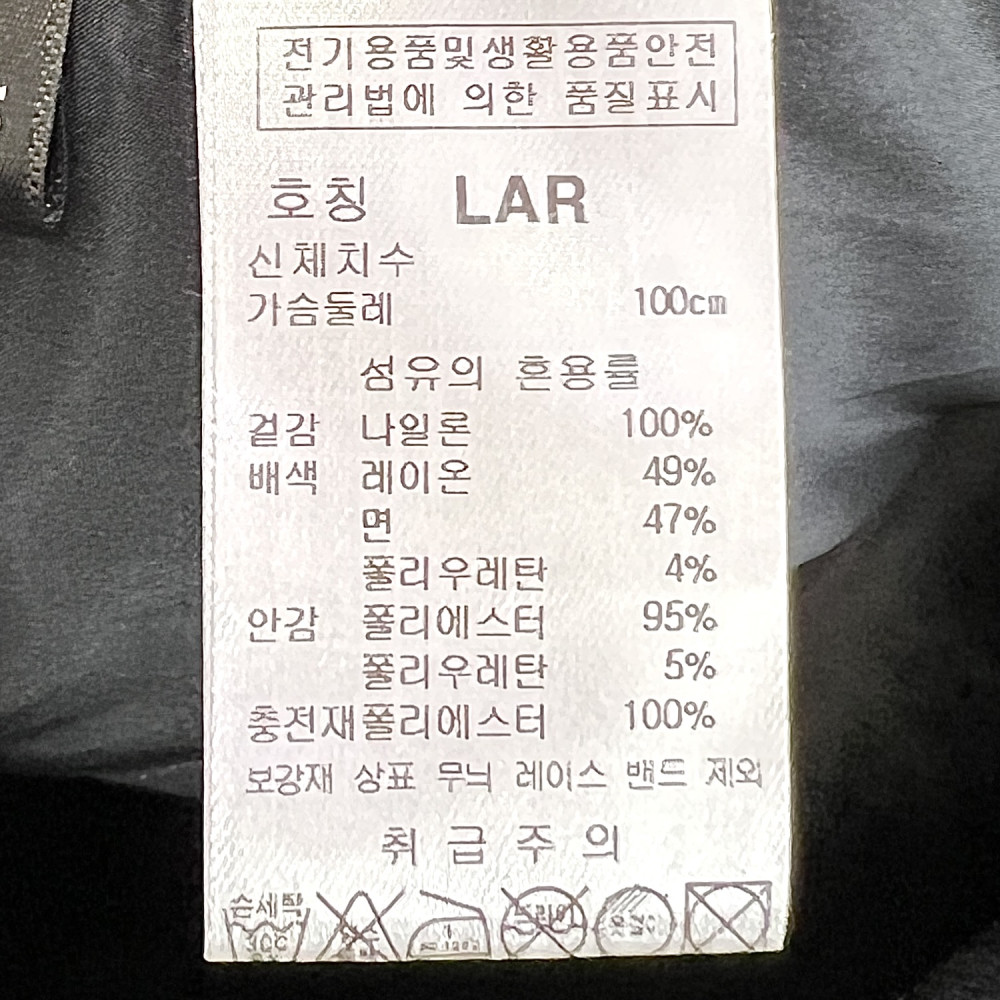 전기용품및생활용품안전
관리법에 의한 품질표시
호칭 LAR
신체치수
가슴둘레 100cm
섬유의 혼용률
겉감 나일론 100%
배색 레이온 49%
면 47%
폴리우레탄 4%
안감 폴리에스터 95%
폴리우레탄 5%
충전재 폴리에스터 100%
보강재 상표 무늬 레이스 밴드 제외
취급주의
손세탁 드라이